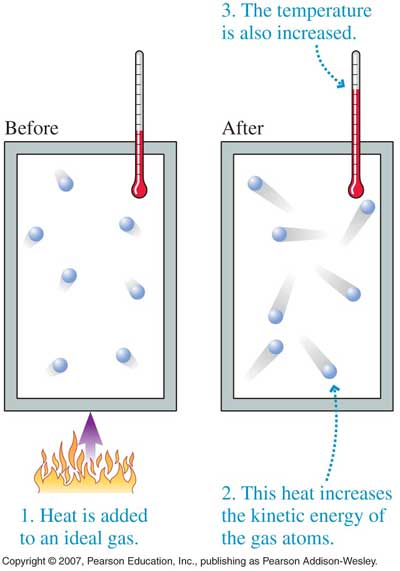 3. The temperature
is also increased.
Before
After
1. Heat is added
to an ideal gas.
2. This heat increases
the kinetic energy of
the gas atoms.
Copyright © 2007, Pearson Education, Inc., publishing as Pearson Addison-Wesley.